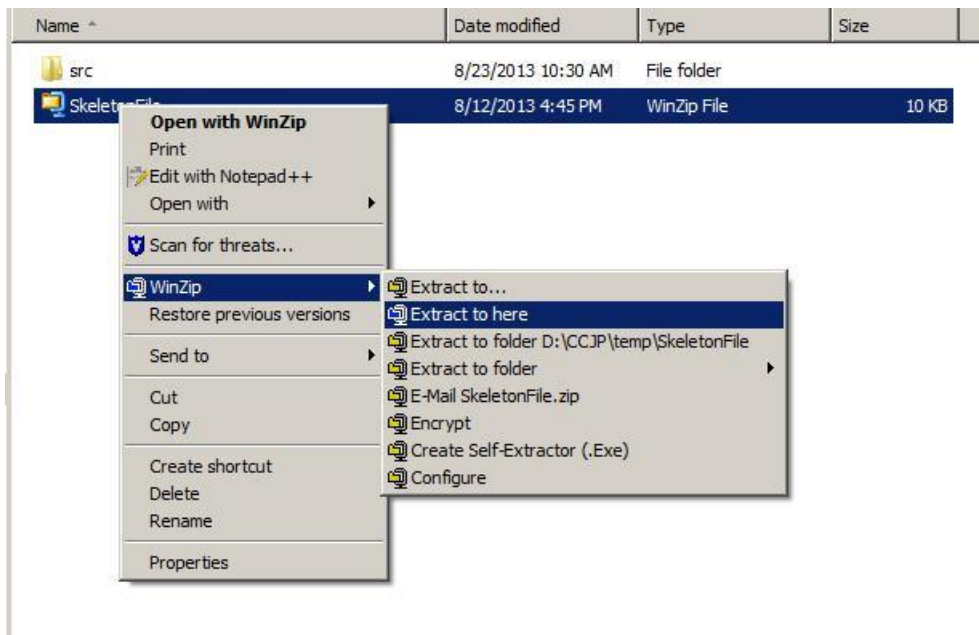 Name Date modified Type Size
src 8/23/2013 10:30 AM File folder
8/12/2013 4:45 PM WinZip File 10 KB
Open with WinZip
Print
Edit with Notepad++
Open with
Scan for threats...
WinZip
Restore previous versions
Send to
Cut
Copy
Create shortcut
Delete
Rename
Properties
Extract to...
Extract to here
Extract to folder D:\CCJP\temp\SkeletonFile
Extract to folder
E-Mail SkeletonFile.zip
Encrypt
Create Self-Extractor (.Exe)
Configure